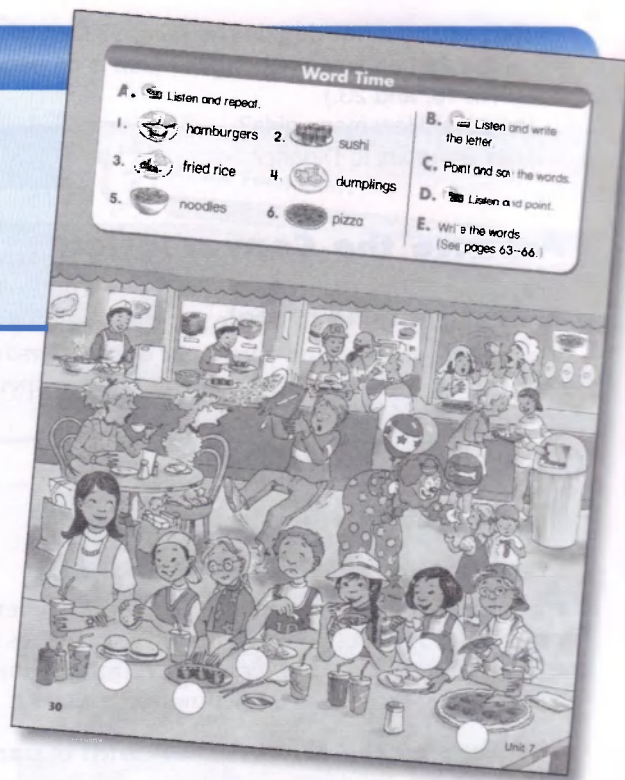 Word Time
A. Listen and repeat.
1. hamburgers 2. sushi
3. fried rice 4. dumplings
5. noodles 6. pizza
B. Listen and write
the letter.
C. Point and say the words.
D. Listen and point.
E. Write the words
(See pages 63-66.)
30
Unit 7